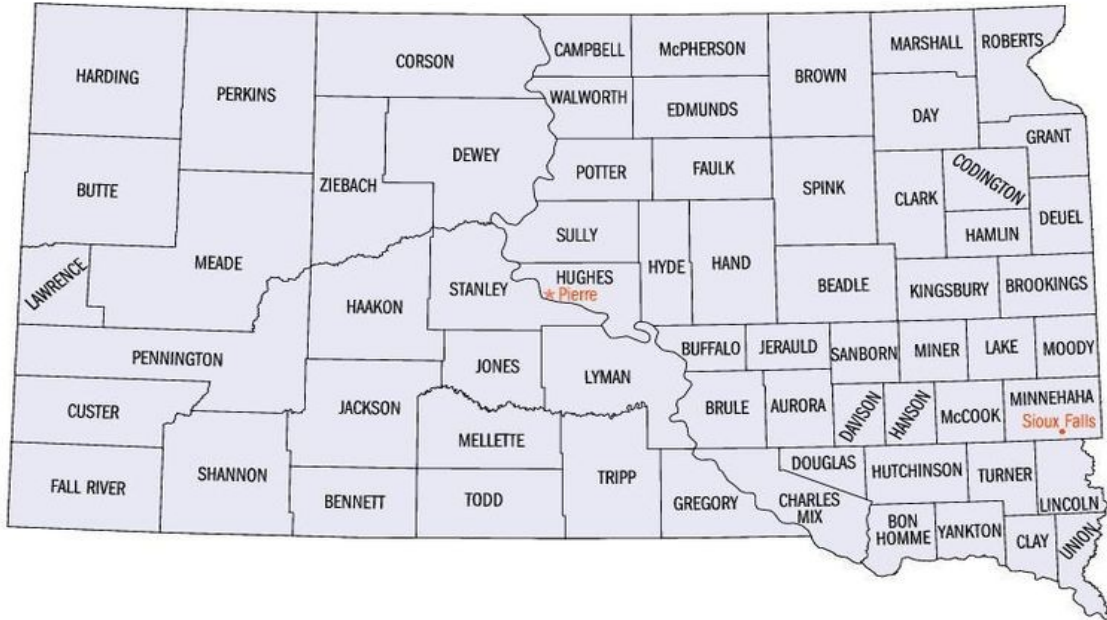 HARDING
PERKINS
CORSON
CAMPBELL
McPHERSON
BROWN
MARSHALL
ROBERTS
WALWORTH
EDMUNDS
DAY
GRANT
BUTTE
ZIEBACH
DEWEY
POTTER
FAULK
SPINK
CLARK
CODINGTON
DEUEL
HAMLIN
LAWRENCE
MEADE
SULLY
HYDE
HAND
HAAKON
STANLEY
HUGHES
* Pierre
BEADLE
KINGSBURY
BROOKINGS
PENNINGTON
JONES
LYMAN
BUFFALO
JERAULD
SANBORN
MINER
LAKE
MOODY
CUSTER
JACKSON
MELLETTE
BRULE
AURORA
DAVISON
HANSON
McCOOK
MINNEHAHA
Sioux Falls
FALL RIVER
SHANNON
BENNETT
TODD
TRIPP
GREGORY
DOUGLAS
CHARLES
MIX
HUTCHINSON
TURNER
LINCOLN
BON
HOMME
YANKTON
CLAY
UNION